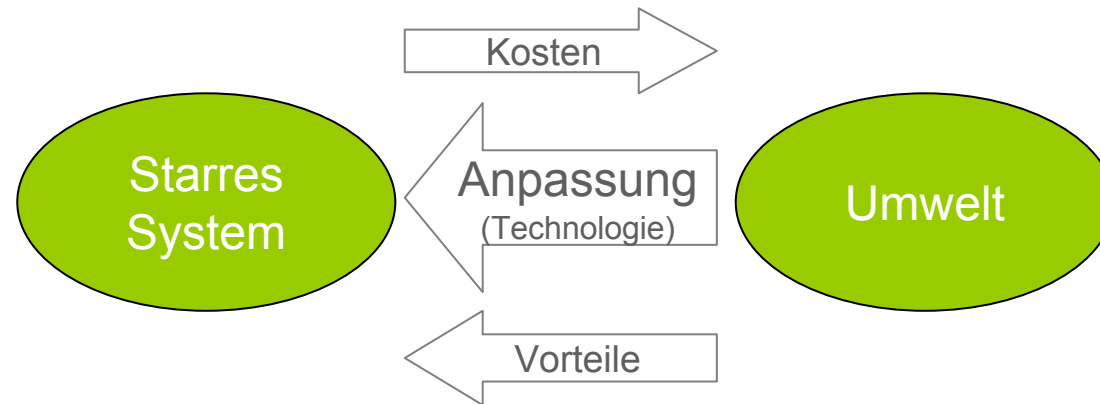 Kosten
Starres
System
Anpassung
(Technologie)
Umwelt
Vorteile